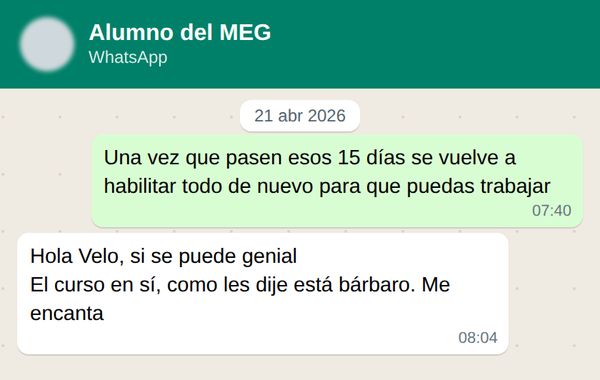 Alumno del MEG
WhatsApp
21 abr 2026
Una vez que pasen esos 15 días se vuelve a
habilitar todo de nuevo para que puedas trabajar
07:40
Hola Velo, si se puede genial
El curso en sí, como les dije está bárbaro. Me
encanta
08:04